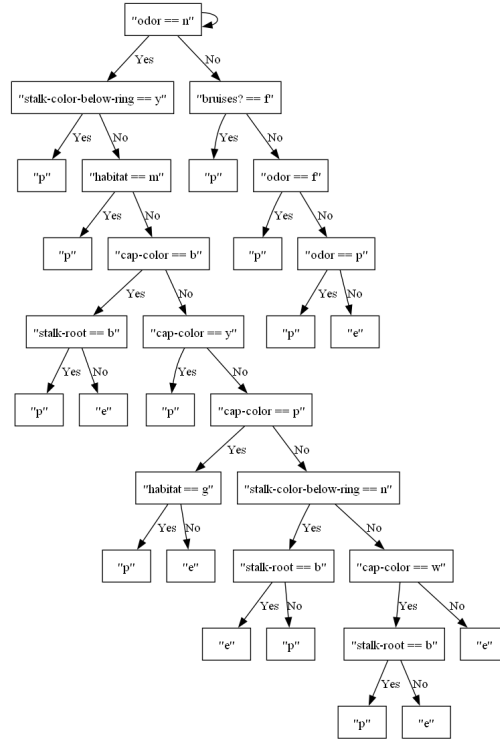 "odor == n"
Yes No
"stalk-color-below-ring == y" "bruises? == f"
Yes No Yes No
"p" "habitat == m" "p" "odor == f"
Yes No Yes No
"p" "cap-color == b" "p" "odor == p"
Yes No Yes No
"stalk-root == b" "cap-color == y" "p" "e"
Yes No Yes No
"p" "e" "p" "cap-color == p"
Yes No
"habitat == g" "stalk-color-below-ring == n"
Yes No Yes No
"p" "e" "stalk-root == b" "cap-color == w"
Yes No Yes No
"e" "p" "stalk-root == b" "e"
Yes No
"p" "e"